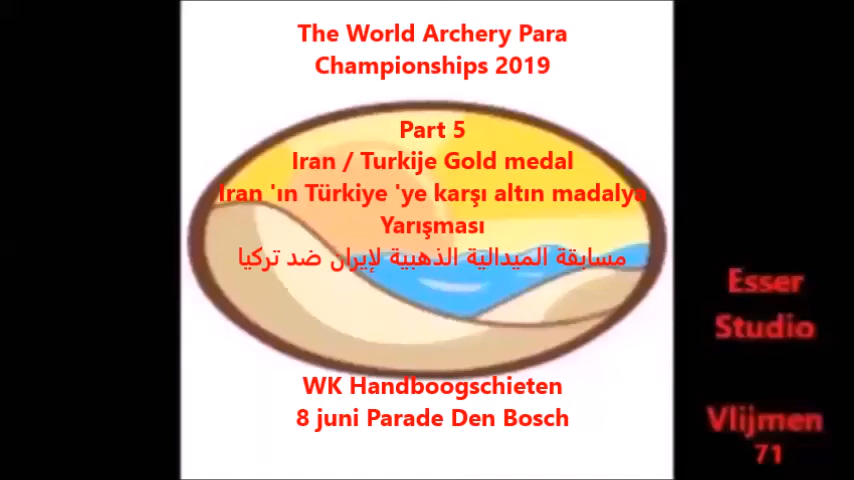 The World Archery Para
Championships 2019
Part 5
Iran / Turkije Gold medal
Iran 'ın Türkiye 'ye karşı altın madalya
Yarışması
مسابقة الميدالية الذهبية لإيران ضد تركيا
WK Handboogschieten
8 juni Parade Den Bosch
Esser
Studio
Vlijmen
71